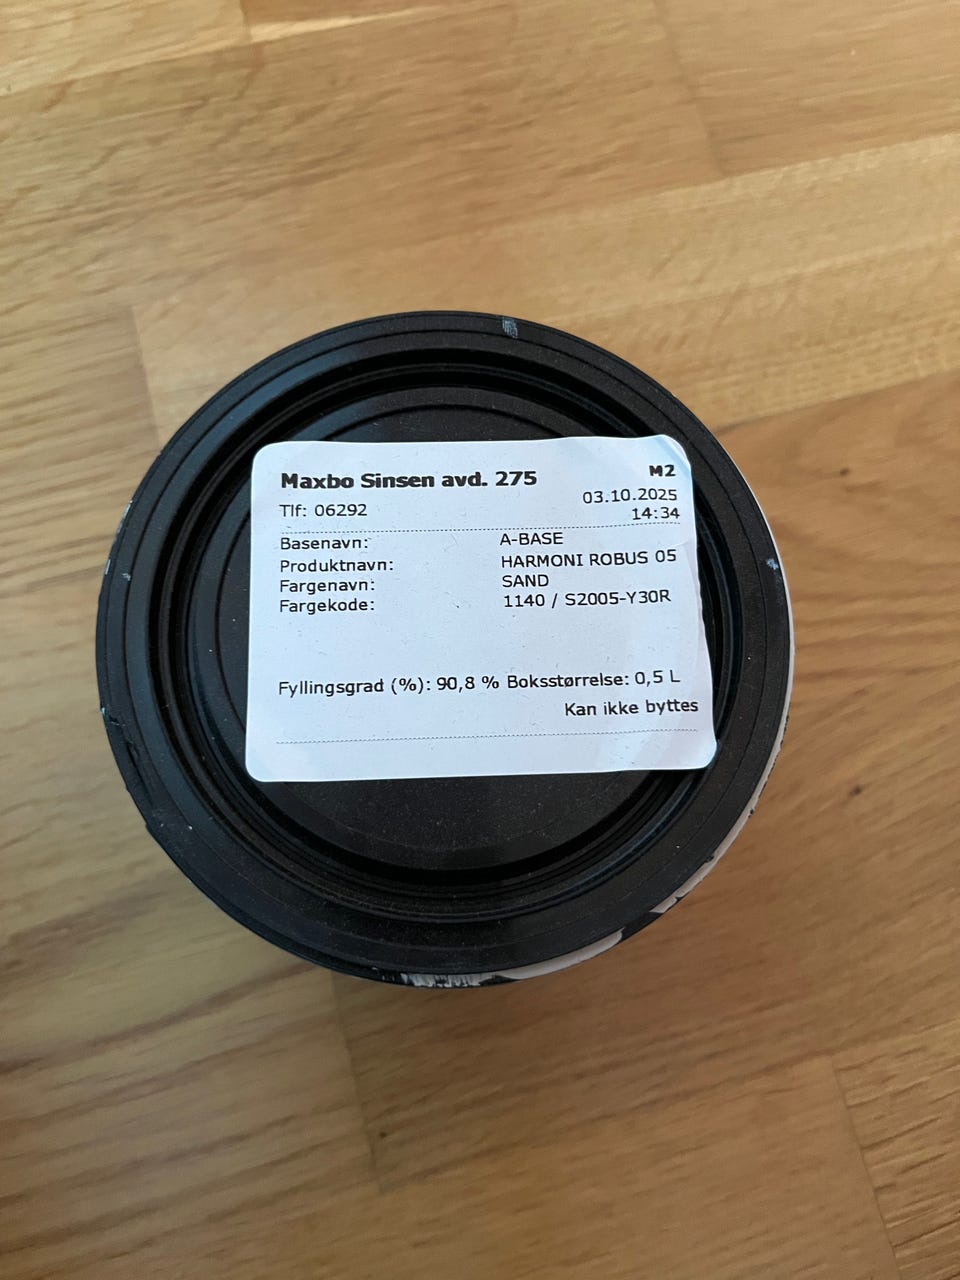 Maxbo Sinsen avd. 275 M2
Tlf: 06292 03.10.2025
14:34
Basenavn: A-BASE
Produktnavn: HARMONI ROBUS 05
Fargenavn: SAND
Fargekode: 1140 / S2005-Y30R
Fyllingsgrad (%): 90,8 % Boksstørrelse: 0,5 L
Kan ikke byttes